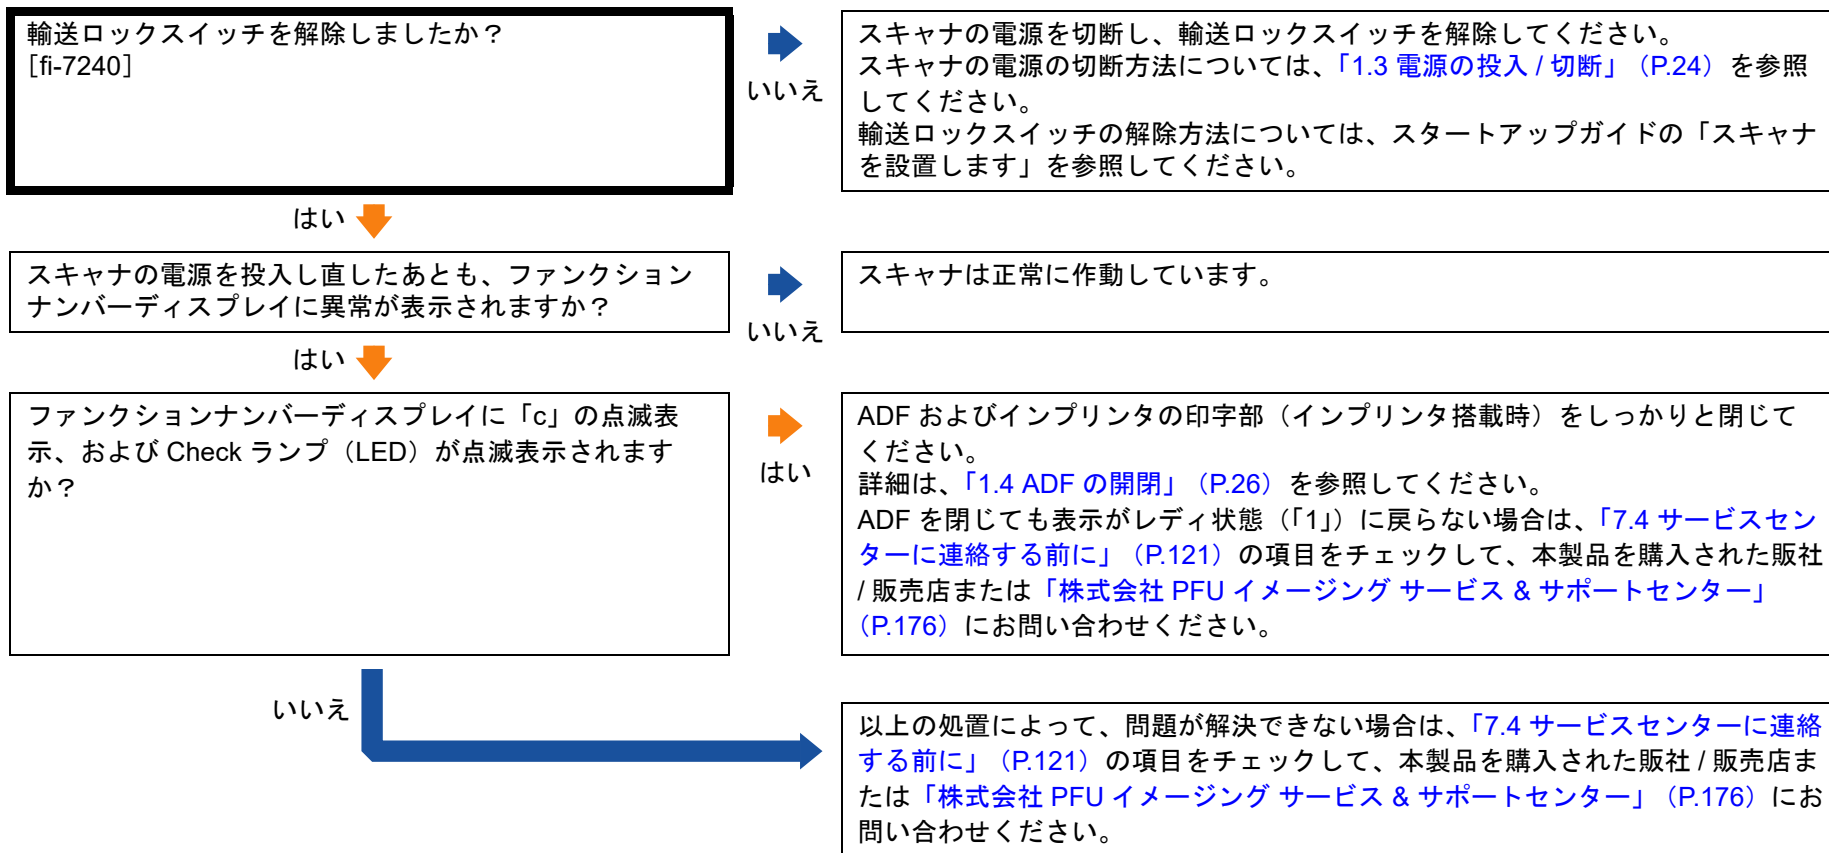 輸送ロックスイッチを解除しましたか？
［fi-7240］
いいえ
スキャナの電源を切断し、輸送ロックスイッチを解除してください。
スキャナの電源の切断方法については、「1.3 電源の投入 / 切断」（P.24）を参照
してください。
輸送ロックスイッチの解除方法については、スタートアップガイドの「スキャナ
を設置します」を参照してください。
はい
スキャナの電源を投入し直したあとも、ファンクション
ナンバーディスプレイに異常が表示されますか？
いいえ
スキャナは正常に作動しています。
はい
ファンクションナンバーディスプレイに「c」の点滅表
示、および Check ランプ（LED）が点滅表示されます
か？
はい
ADF およびインプリンタの印字部（インプリンタ搭載時）をしっかりと閉じて
ください。
詳細は、「1.4 ADF の開閉」（P.26）を参照してください。
ADF を閉じても表示がレディ状態（「1」）に戻らない場合は、「7.4 サービスセン
ターに連絡する前に」（P.121）の項目をチェックして、本製品を購入された販社
/ 販売店または「株式会社 PFU イメージング サービス & サポートセンター」
（P.176）にお問い合わせください。
いいえ
以上の処置によって、問題が解決できない場合は、「7.4 サービスセンターに連絡
する前に」（P.121）の項目をチェックして、本製品を購入された販社 / 販売店ま
たは「株式会社 PFU イメージング サービス & サポートセンター」（P.176）にお
問い合わせください。